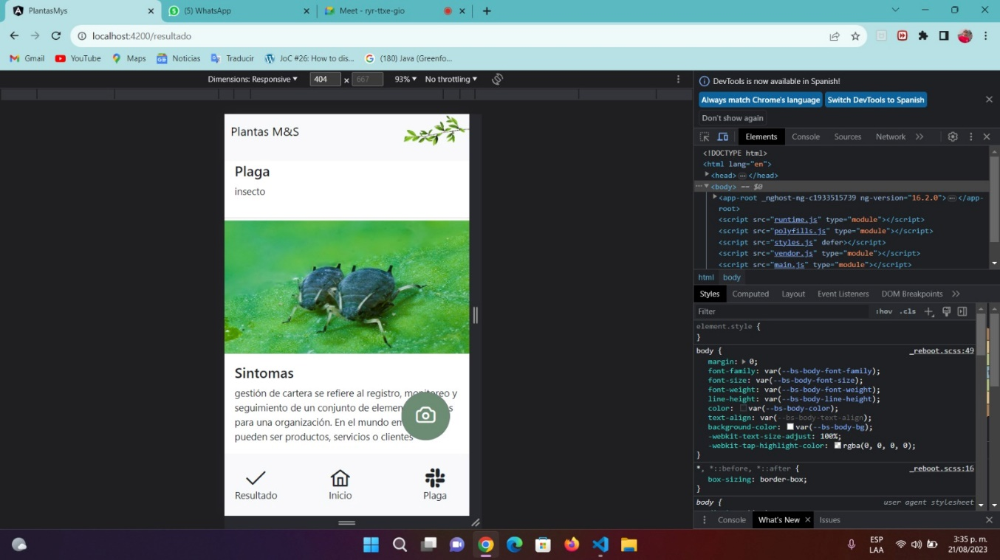 PlantasMys
(5) WhatsApp
Meet - ryr-ttxe-gio
localhost:4200/resultado
Gmail
YouTube
Maps
Noticias
Traducir
JoC #26: How to dis...
(180) Java (Greenfo...
Dimensions: Responsive
404 x 667
93%
No throttling
Plantas M&S
Plaga
insecto
Sintomas
gestión de cartera se refiere al registro, monitoreo y
seguimiento de un conjunto de elemen
para una organización. En el mundo em
pueden ser productos, servicios o clientes
Resultado
Inicio
Plaga
DevTools is now available in Spanish!
Always match Chrome's language
Switch DevTools to Spanish
Don't show again
Elements
Console
Sources
Network
<!DOCTYPE html>
<html lang="en">
<head> ... </head>
... <body> == $0
<app-root _nghost-ng-c1933515739 ng-version="16.2.0"> ... </app-
root>
<script src="runtime.js" type="module"></script>
<script src="polyfills.js" type="module"></script>
<script src="styles.js" defer></script>
<script src="vendor.js" type="module"></script>
<script src="main.js" type="module"></script>
html body
Styles
Computed
Layout
Event Listeners
DOM Breakpoints
Filter
:hov .cls
element.style {
}
body {
_reboot.scss:49
margin: 0;
font-family: var(--bs-body-font-family);
font-size: var(--bs-body-font-size);
font-weight: var(--bs-body-font-weight);
line-height: var(--bs-body-line-height);
color: var(--bs-body-color);
text-align: var(--bs-body-text-align);
background-color: var(--bs-body-bg);
-webkit-text-size-adjust: 100%;
-webkit-tap-highlight-color: rgba(0, 0, 0, 0);
}
*, *::before, *::after {
_reboot.scss:16
box-sizing: border-box;
}
body {
user agent stylesheet
Console
What's New
Issues
ESP
LAA
3:35 p. m.
21/08/2023